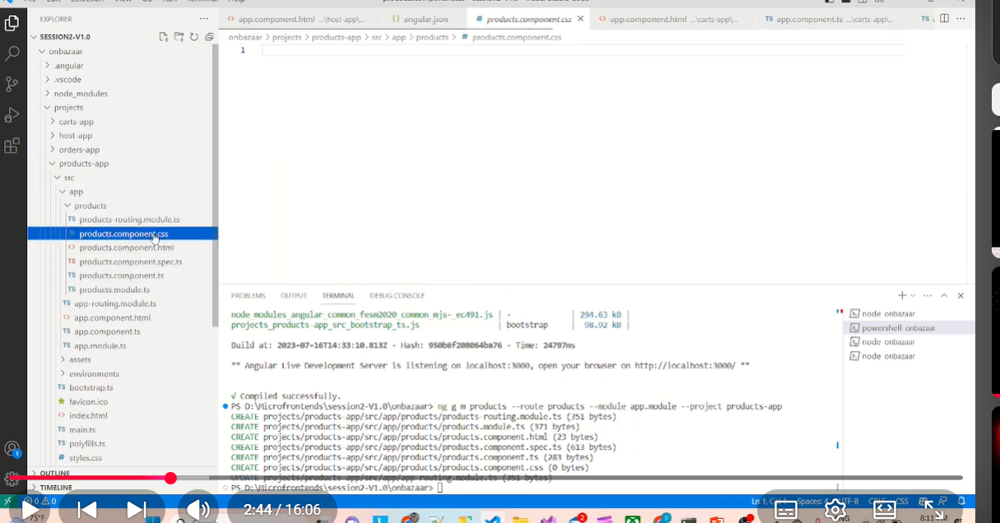 EXPLORER
SESSION2-V1.0
onbazaar
.angular
.vscode
node_modules
projects
carts-app
host-app
orders-app
products-app
src
app
products
TS products-routing.module.ts
products.component.css
<> products.component.html
TS products.component.spec.ts
TS products.component.ts
TS products.module.ts
TS app-routing.module.ts
<> app.component.html
TS app.component.ts
TS app.module.ts
assets
environments
TS bootstrap.ts
favicon.ico
<> index.html
TS main.ts
TS polyfills.ts
# styles.css
OUTLINE
TIMELINE
<> app.component.html ...\host-app\... {} angular.json # products.component.css <> app.component.html ...\carts-app\... TS app.component.ts ...\carts-app\... TS
onbazaar > projects > products-app > src > app > products > # products.component.css
1
PROBLEMS OUTPUT TERMINAL DEBUG CONSOLE
node_modules_angular_common_fesm2020_common_mjs-_ec491.js | - | 294.63 kB |
projects_products-app_src_bootstrap_ts.js | bootstrap | 98.92 kB |
Build at: 2023-07-16T14:33:10.813Z - Hash: 950b6f208064ba76 - Time: 24797ms
** Angular Live Development Server is listening on localhost:3000, open your browser on http://localhost:3000/ **
√ Compiled successfully.
PS D:\Microfrontends\session2-V1.0\onbazaar> ng g m products --route products --module app.module --project products-app
CREATE projects/products-app/src/app/products/products-routing.module.ts (351 bytes)
CREATE projects/products-app/src/app/products/products.module.ts (371 bytes)
CREATE projects/products-app/src/app/products/products.component.html (23 bytes)
CREATE projects/products-app/src/app/products/products.component.spec.ts (613 bytes)
CREATE projects/products-app/src/app/products/products.component.ts (283 bytes)
CREATE projects/products-app/src/app/products/products.component.css (0 bytes)
UPDATE projects/products-app/src/app/app-routing.module.ts (351 bytes)
PS D:\Microfrontends\session2-V1.0\onbazaar>
node onbazaar
powershell onbazaar
node onbazaar
node onbazaar
2:44 / 16:06
75°F